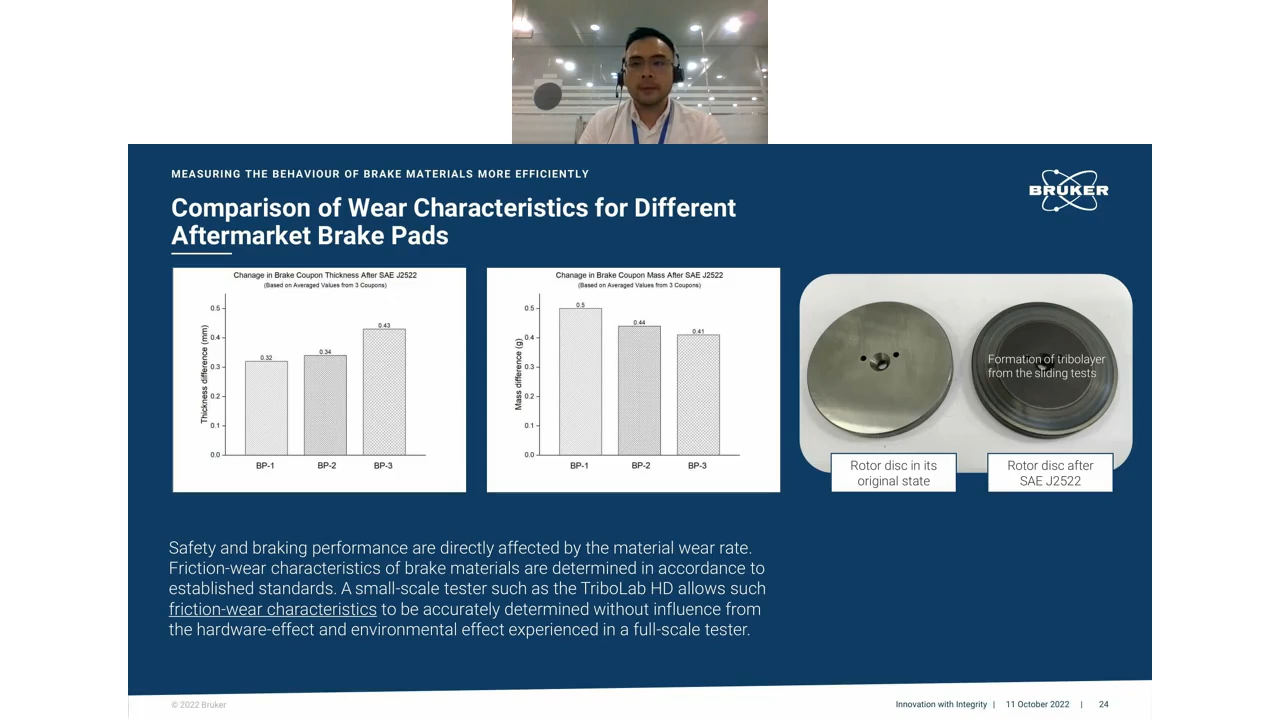 MEASURING THE BEHAVIOUR OF BRAKE MATERIALS MORE EFFICIENTLY
BRUKER
Comparison of Wear Characteristics for Different
Aftermarket Brake Pads
Chanage in Brake Coupon Thickness After SAE J2522
(Based on Averaged Values from 3 Coupons)
Thickness difference (mm)
0.5
0.4
0.3
0.2
0.1
0.0
0.32
0.34
0.43
BP-1
BP-2
BP-3
Chanage in Brake Coupon Mass After SAE J2522
(Based on Averaged Values from 3 Coupons)
Mass difference (g)
0.5
0.4
0.3
0.2
0.1
0.0
0.5
0.44
0.41
BP-1
BP-2
BP-3
Formation of tribolayer
from the sliding tests
Rotor disc in its
original state
Rotor disc after
SAE J2522
Safety and braking performance are directly affected by the material wear rate.
Friction-wear characteristics of brake materials are determined in accordance to
established standards. A small-scale tester such as the TriboLab HD allows such
friction-wear characteristics to be accurately determined without influence from
the hardware-effect and environmental effect experienced in a full-scale tester.
© 2022 Bruker
Innovation with Integrity | 11 October 2022 | 24